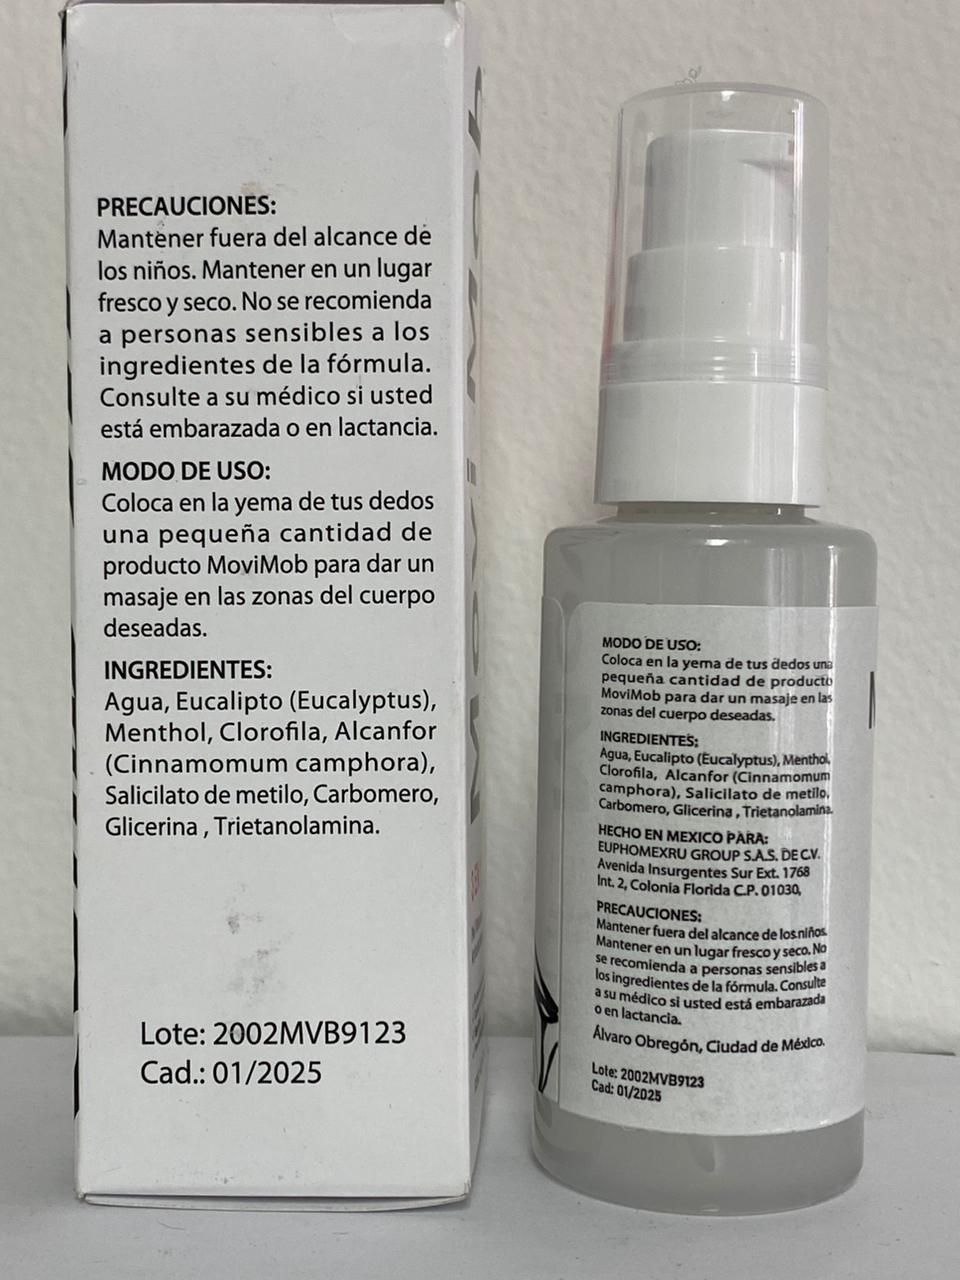 PRECAUCIONES:
Mantener fuera del alcance de
los niños. Mantener en un lugar
fresco y seco. No se recomienda
a personas sensibles a los
ingredientes de la fórmula.
Consulte a su médico si usted
está embarazada o en lactancia.
MODO DE USO:
Coloca en la yema de tus dedos
una pequeña cantidad de
producto MoviMob para dar un
masaje en las zonas del cuerpo
deseadas.
INGREDIENTES:
Agua, Eucalipto (Eucalyptus),
Menthol, Clorofila, Alcanfor
(Cinnamomum camphora),
Salicilato de metilo, Carbomero,
Glicerina , Trietanolamina.
Lote: 2002MVB9123
Cad.: 01/2025
MoviMob
MODO DE USO:
Coloca en la yema de tus dedos una
pequeña cantidad de producto
MoviMob para dar un masaje en las
zonas del cuerpo deseadas.
INGREDIENTES:
Agua, Eucalipto (Eucalyptus), Menthol,
Clorofila, Alcanfor (Cinnamomum
camphora), Salicilato de metilo,
Carbomero, Glicerina , Trietanolamina.
HECHO EN MEXICO PARA:
EUPHOMEXRU GROUP S.A.S. DE C.V.
Avenida Insurgentes Sur Ext. 1768
Int. 2, Colonia Florida C.P. 01030,
PRECAUCIONES:
Mantener fuera del alcance de los niños.
Mantener en un lugar fresco y seco. No
se recomienda a personas sensibles a
los ingredientes de la fórmula. Consulte
a su médico si usted está embarazada
o en lactancia.
Álvaro Obregón, Ciudad de México.
Lote: 2002MVB9123
Cad: 01/2025